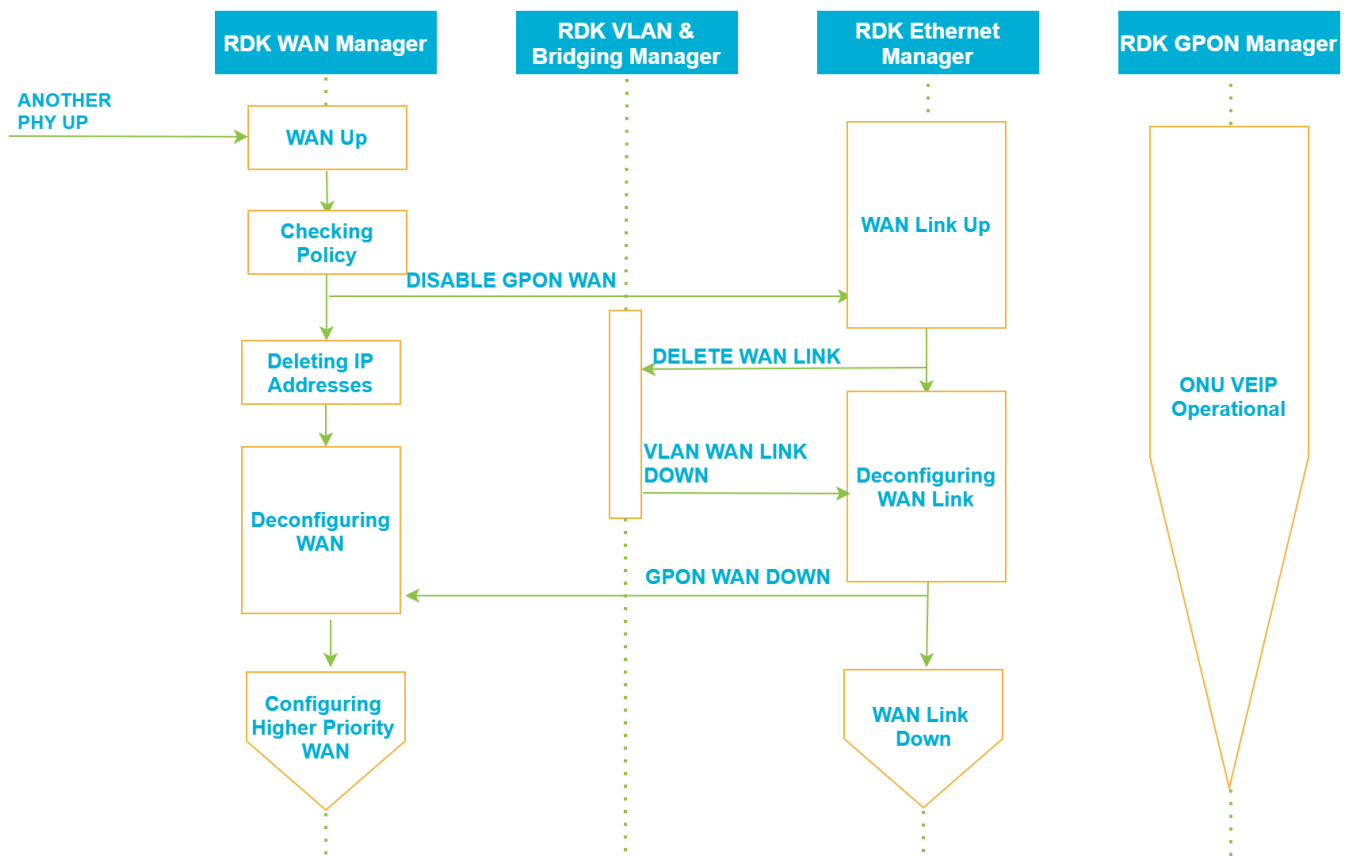 RDK WAN Manager
RDK VLAN &
Bridging Manager
RDK Ethernet
Manager
RDK GPON Manager
ANOTHER
PHY UP
WAN Up
Checking
Policy
WAN Link Up
DISABLE GPON WAN
DELETE WAN LINK
Deleting IP
Addresses
ONU VEIP
Operational
VLAN WAN LINK
DOWN
Deconfiguring
WAN Link
Deconfiguring
WAN
GPON WAN DOWN
Configuring
Higher Priority
WAN
WAN Link
Down